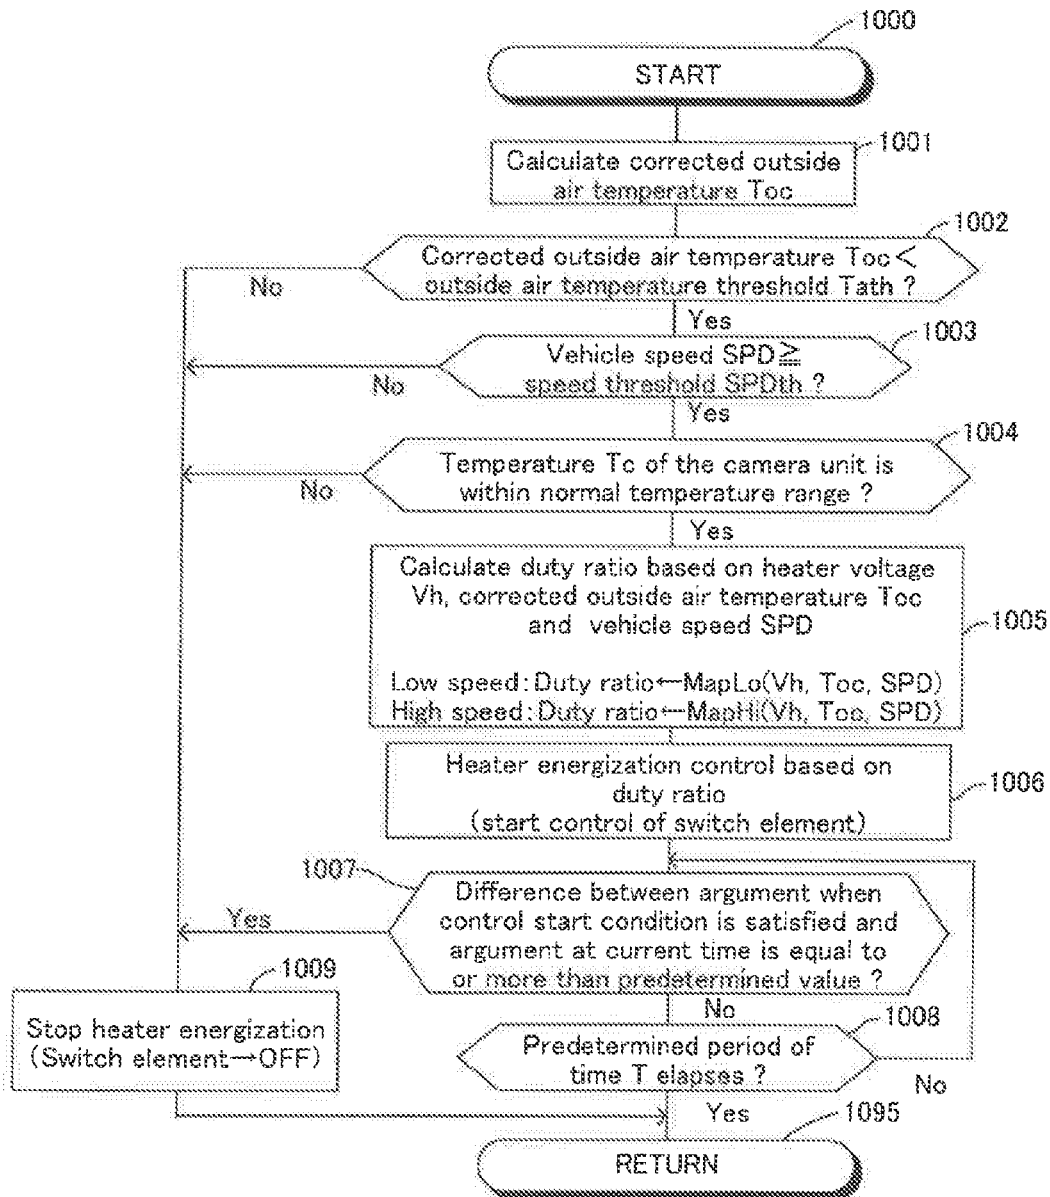 1000
START
1001
Calculate corrected outside
air temperature Toc
1002
Corrected outside air temperature Toc<
outside air temperature threshold Tath ?
No
Yes
1003
Vehicle speed SPD≧
speed threshold SPDth ?
No
Yes
1004
Temperature Tc of the camera unit is
within normal temperature range ?
No
Yes
Calculate duty ratio based on heater voltage
Vh, corrected outside air temperature Toc
and vehicle speed SPD
1005
Low speed:Duty ratio←MapLo(Vh, Toc, SPD)
High speed:Duty ratio←MapHi(Vh, Toc, SPD)
Heater energization control based on
duty ratio
(start control of switch element)
1006
1007
Difference between argument when
control start condition is satisfied and
argument at current time is equal to
or more than predetermined value ?
Yes
No
1009
Stop heater energization
(Switch element→OFF)
1008
Predetermined period of
time T elapses ?
No
Yes
1095
RETURN